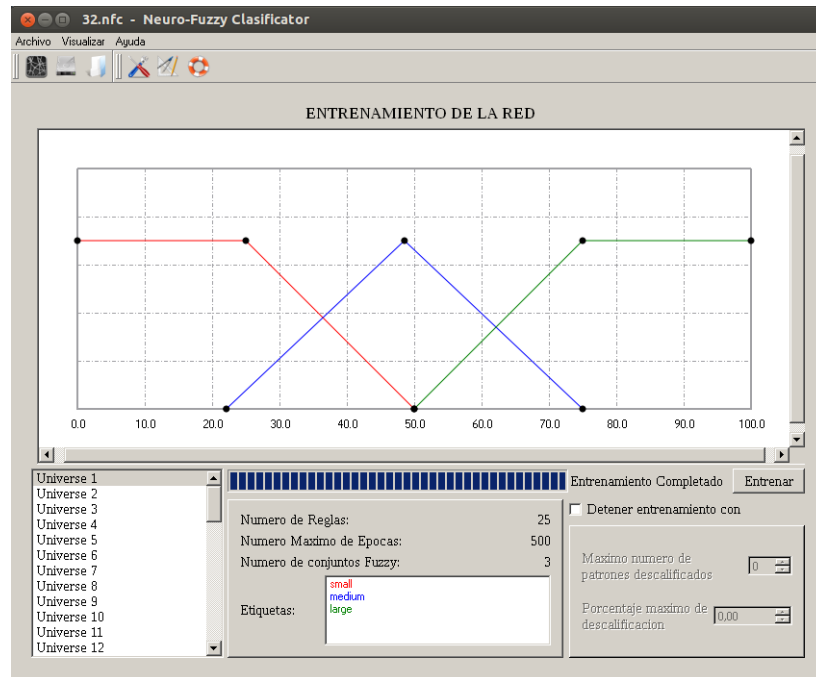 32.nfc - Neuro-Fuzzy Clasificator
Archivo Visualizar Ayuda
ENTRENAMIENTO DE LA RED
0.0 10.0 20.0 30.0 40.0 50.0 60.0 70.0 80.0 90.0 100.0
Universe 1
Universe 2
Universe 3
Universe 4
Universe 5
Universe 6
Universe 7
Universe 8
Universe 9
Universe 10
Universe 11
Universe 12
Entrenamiento Completado Entrenar
Numero de Reglas: 25
Numero Maximo de Epocas: 500
Numero de conjuntos Fuzzy: 3
Etiquetas:
small
medium
large
Detener entrenamiento con
Maximo numero de
patrones descalificados
0
Porcentaje maximo de
descalificacion
0,00